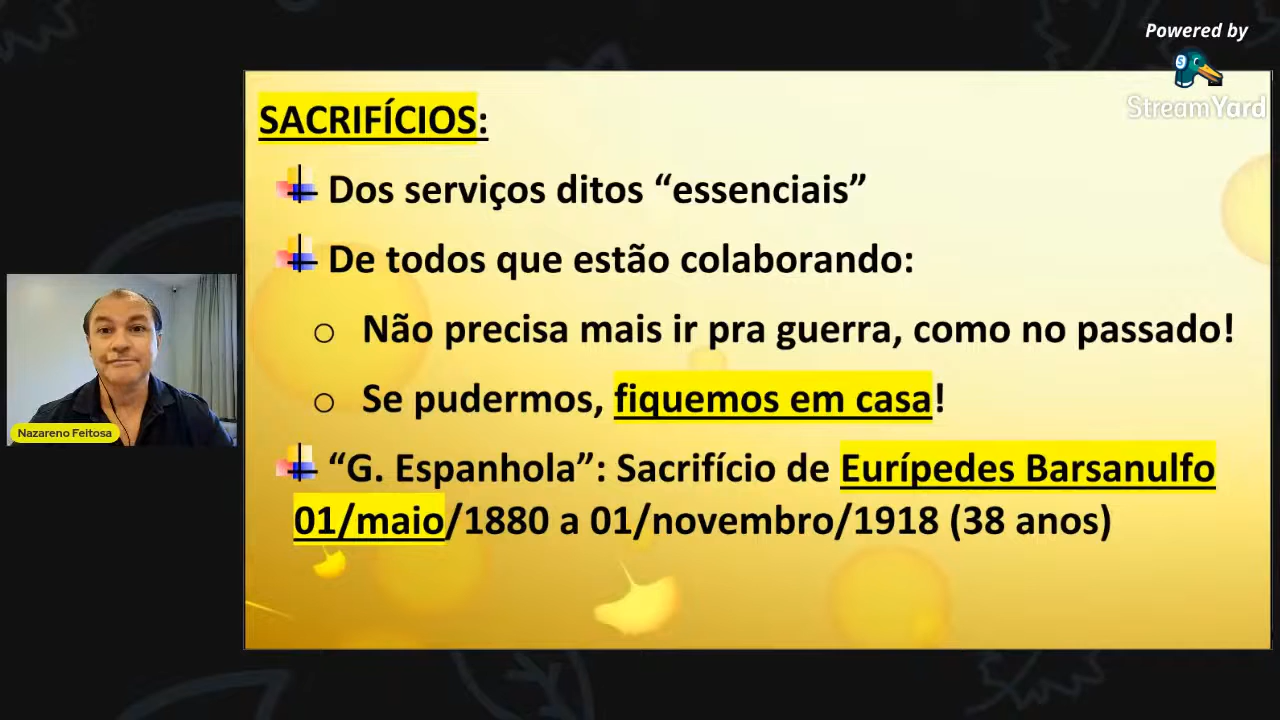 Powered by
StreamYard
SACRIFÍCIOS:
Dos serviços ditos “essenciais”
De todos que estão colaborando:
o Não precisa mais ir pra guerra, como no passado!
o Se pudermos, fiquemos em casa!
“G. Espanhola”: Sacrifício de Eurípedes Barsanulfo
01/maio/1880 a 01/novembro/1918 (38 anos)
Nazareno Feitosa